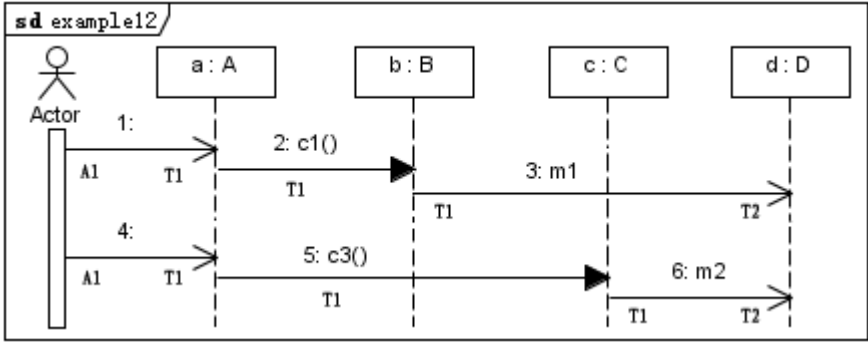 sd example12
a : A
b : B
c : C
d : D
Actor
1:
A1
T1
2: c1()
T1
3: m1
T1
T2
4:
A1
T1
5: c3()
T1
6: m2
T1
T2